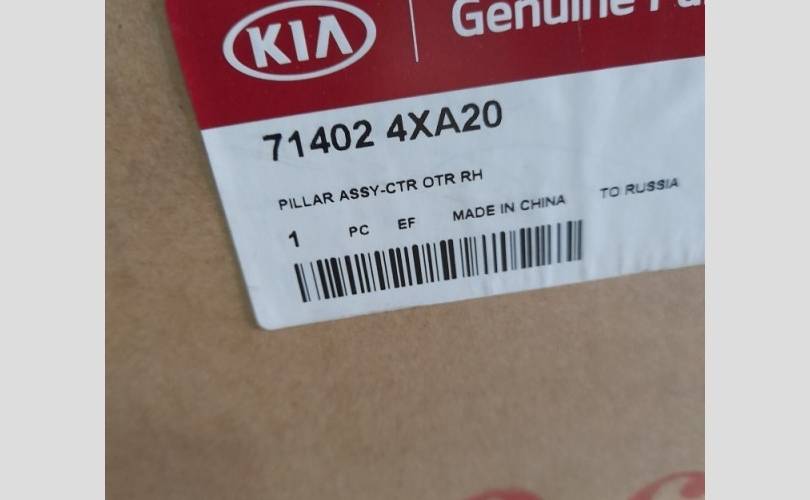 KIA Genuine
71402 4XA20
PILLAR ASSY-CTR OTR RH
1 PC EF MADE IN CHINA TO RUSSIA